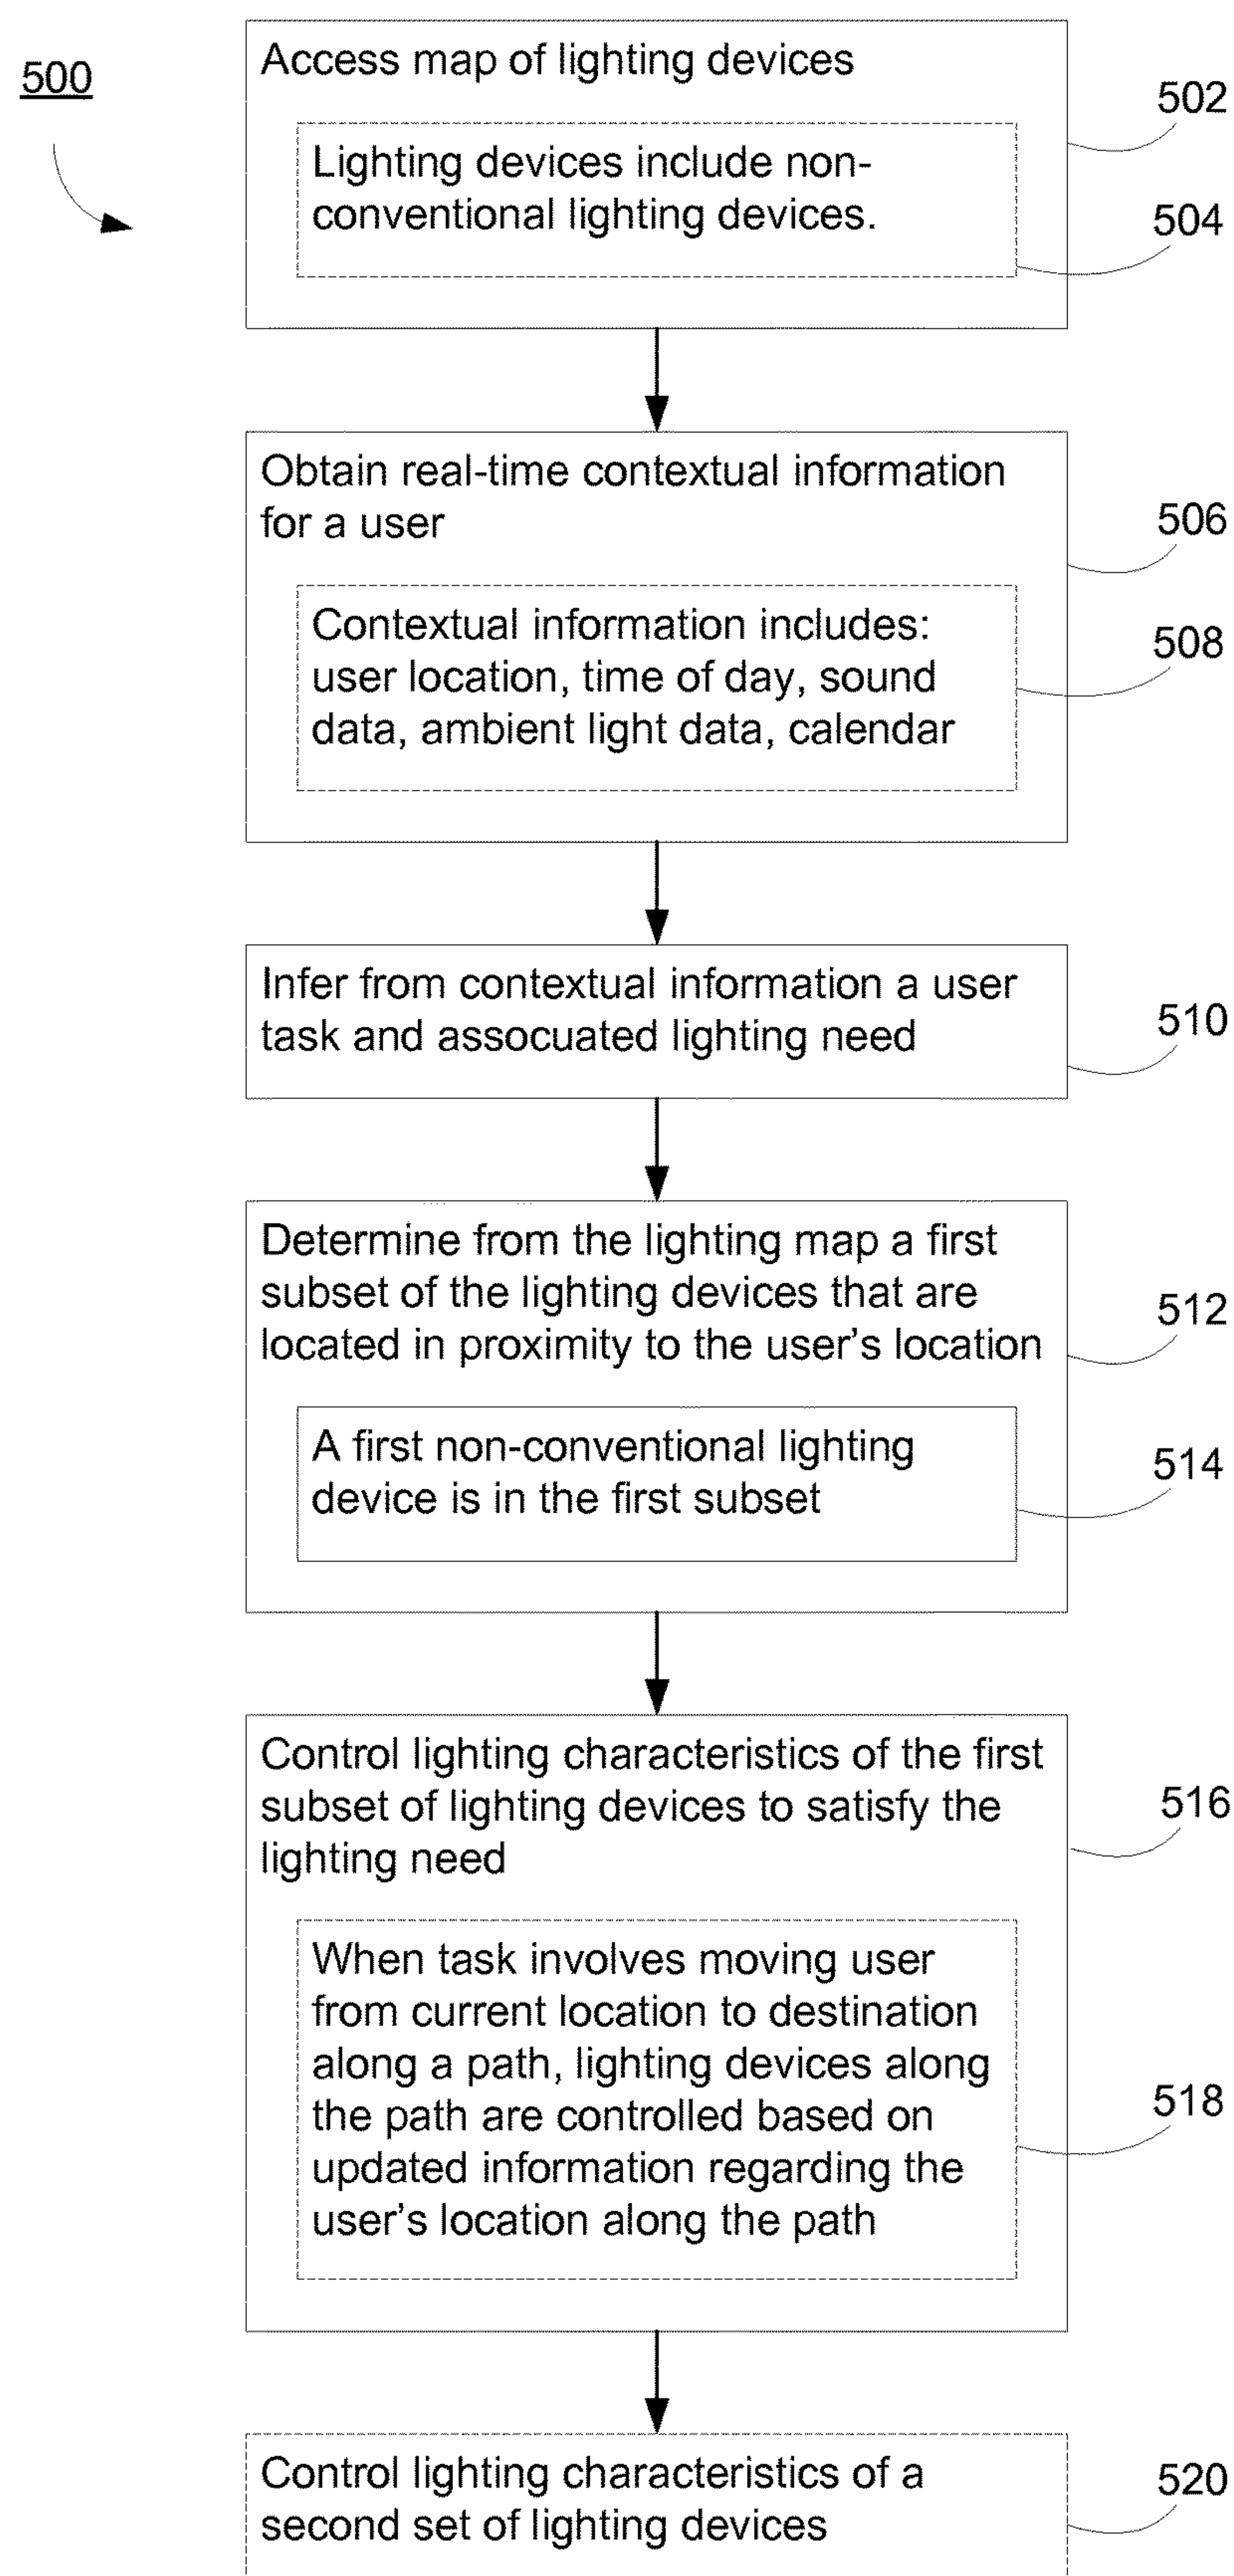 500
Access map of lighting devices
502
Lighting devices include non-
conventional lighting devices.
504
Obtain real-time contextual information
for a user
506
Contextual information includes:
user location, time of day, sound
data, ambient light data, calendar
508
Infer from contextual information a user
task and assocuated lighting need
510
Determine from the lighting map a first
subset of the lighting devices that are
located in proximity to the user’s location
512
A first non-conventional lighting
device is in the first subset
514
Control lighting characteristics of the first
subset of lighting devices to satisfy the
lighting need
516
When task involves moving user
from current location to destination
along a path, lighting devices along
the path are controlled based on
updated information regarding the
user’s location along the path
518
Control lighting characteristics of a
second set of lighting devices
520